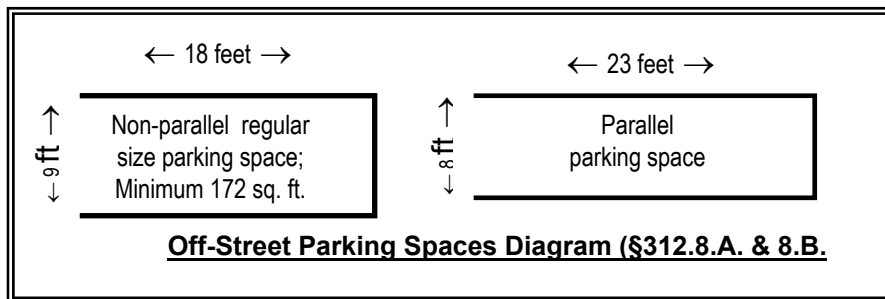 ← 18 feet →
← 9 ft →
Non-parallel regular
size parking space;
Minimum 172 sq. ft.
← 23 feet →
← 8 ft →
Parallel
parking space
Off-Street Parking Spaces Diagram (§312.8.A. & 8.B.